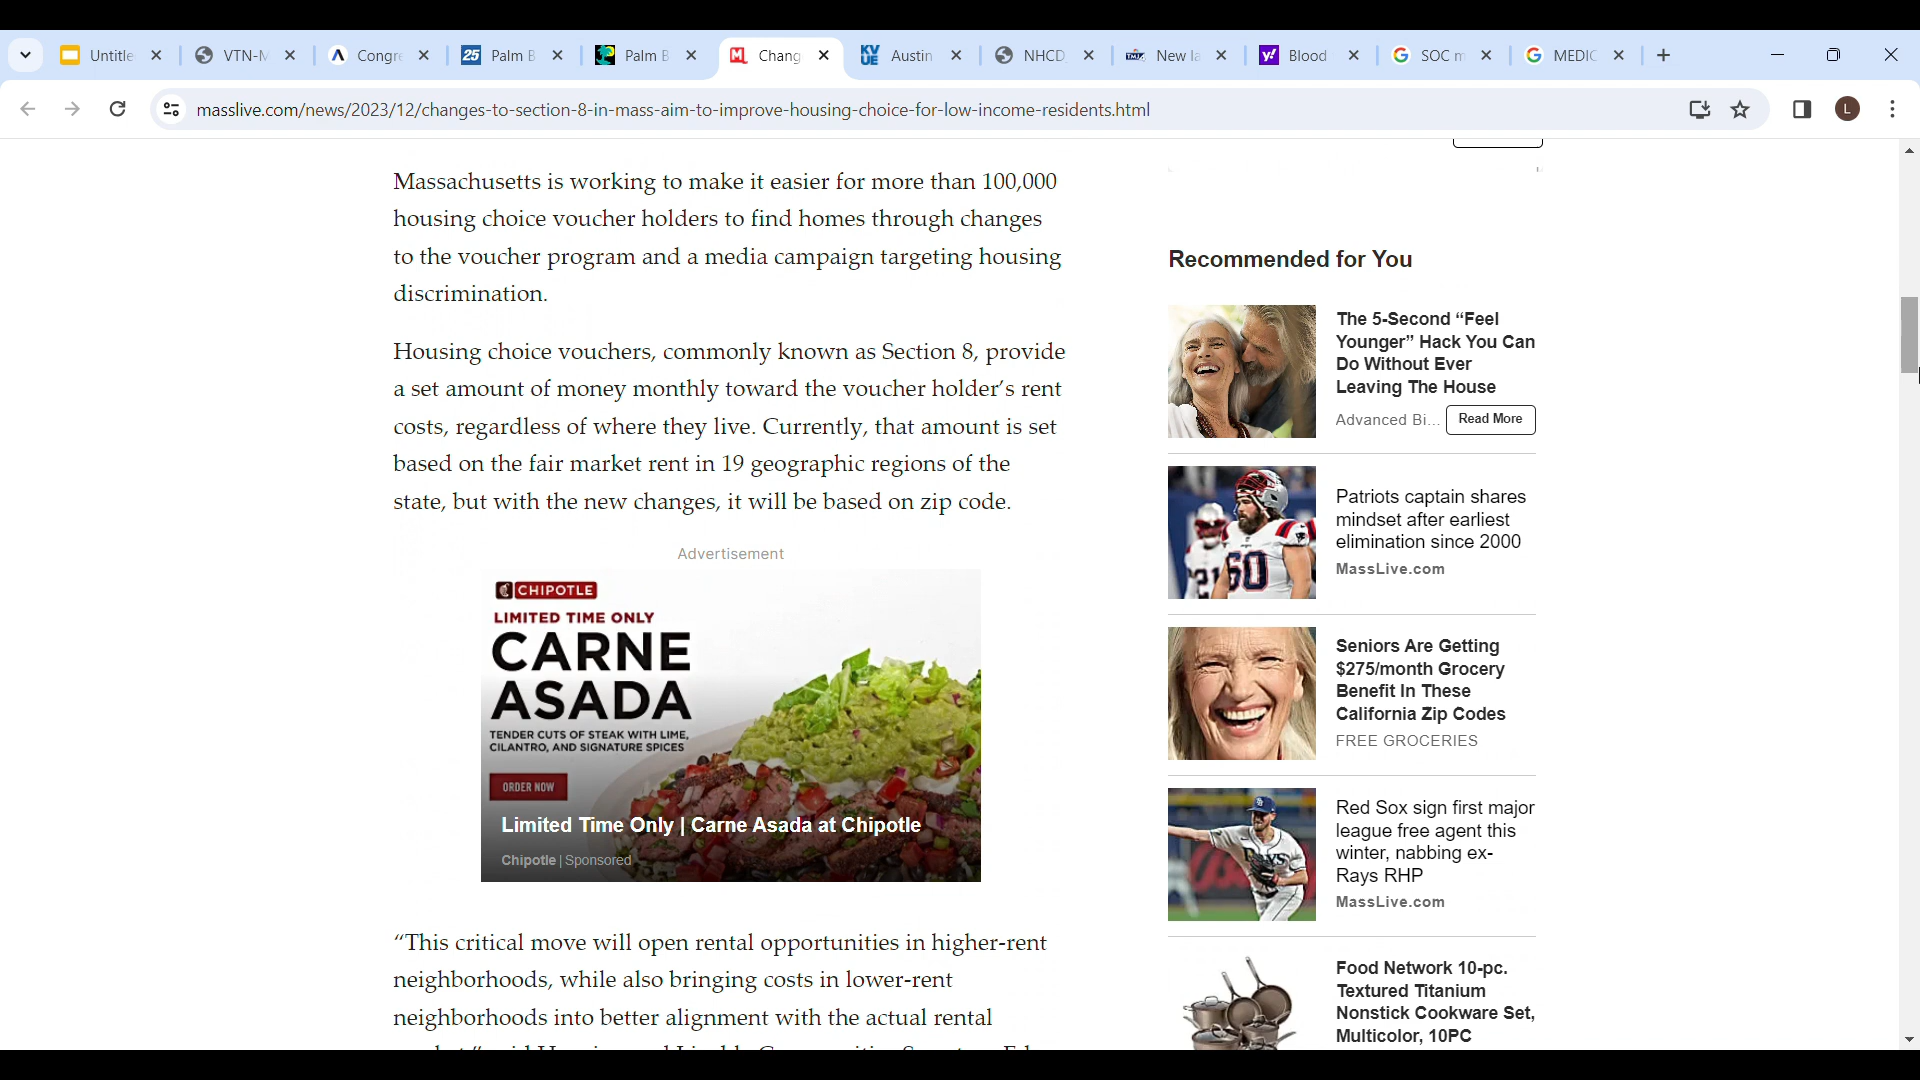 Untitle
VTN-M
Congre
Palm B
Palm B
Chang
Austin
NHCD
New la
Blood
SOC m
MEDIC
masslive.com/news/2023/12/changes-to-section-8-in-mass-aim-to-improve-housing-choice-for-low-income-residents.html
L
Massachusetts is working to make it easier for more than 100,000
housing choice voucher holders to find homes through changes
to the voucher program and a media campaign targeting housing
discrimination.
Housing choice vouchers, commonly known as Section 8, provide
a set amount of money monthly toward the voucher holder’s rent
costs, regardless of where they live. Currently, that amount is set
based on the fair market rent in 19 geographic regions of the
state, but with the new changes, it will be based on zip code.
Advertisement
CHIPOTLE
LIMITED TIME ONLY
CARNE
ASADA
TENDER CUTS OF STEAK WITH LIME,
CILANTRO, AND SIGNATURE SPICES
ORDER NOW
Limited Time Only | Carne Asada at Chipotle
Chipotle | Sponsored
“This critical move will open rental opportunities in higher-rent
neighborhoods, while also bringing costs in lower-rent
neighborhoods into better alignment with the actual rental
Recommended for You
The 5-Second “Feel
Younger” Hack You Can
Do Without Ever
Leaving The House
Advanced Bi...
Read More
Patriots captain shares
mindset after earliest
elimination since 2000
MassLive.com
Seniors Are Getting
$275/month Grocery
Benefit In These
California Zip Codes
FREE GROCERIES
Red Sox sign first major
league free agent this
winter, nabbing ex-
Rays RHP
MassLive.com
Food Network 10-pc.
Textured Titanium
Nonstick Cookware Set,
Multicolor, 10PC